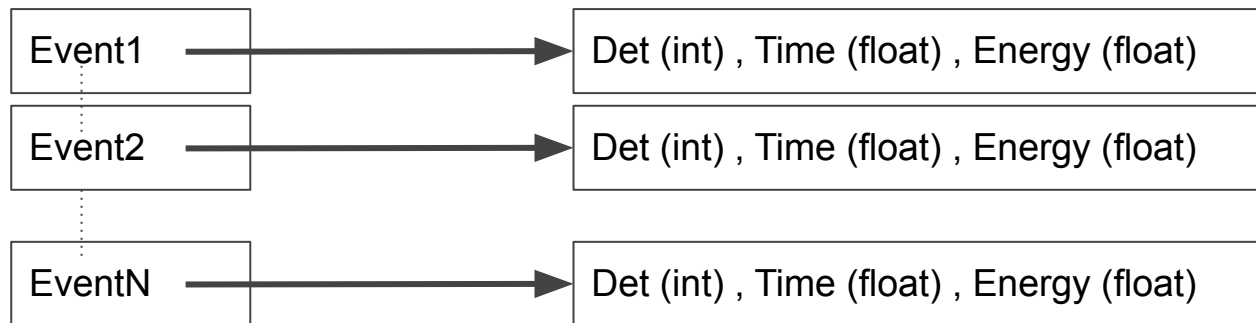 Event1 Det (int) , Time (float) , Energy (float)
Event2 Det (int) , Time (float) , Energy (float)
EventN Det (int) , Time (float) , Energy (float)